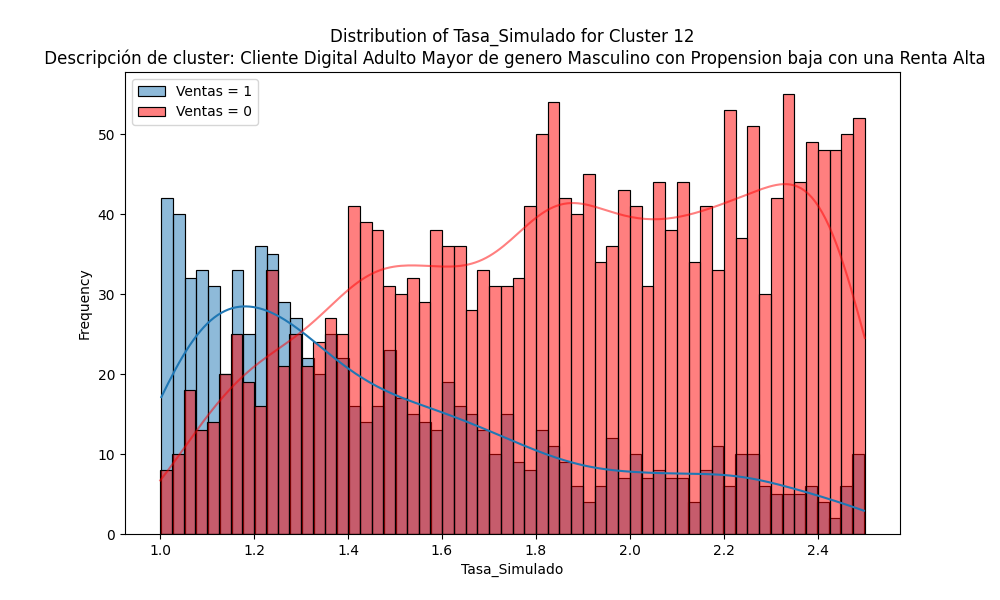 Distribution of Tasa_Simulado for Cluster 12
Descripción de cluster: Cliente Digital Adulto Mayor de genero Masculino con Propension baja con una Renta Alta
Ventas = 1
Ventas = 0
Frequency
50
40
30
20
10
0
1.0 1.2 1.4 1.6 1.8 2.0 2.2 2.4
Tasa_Simulado